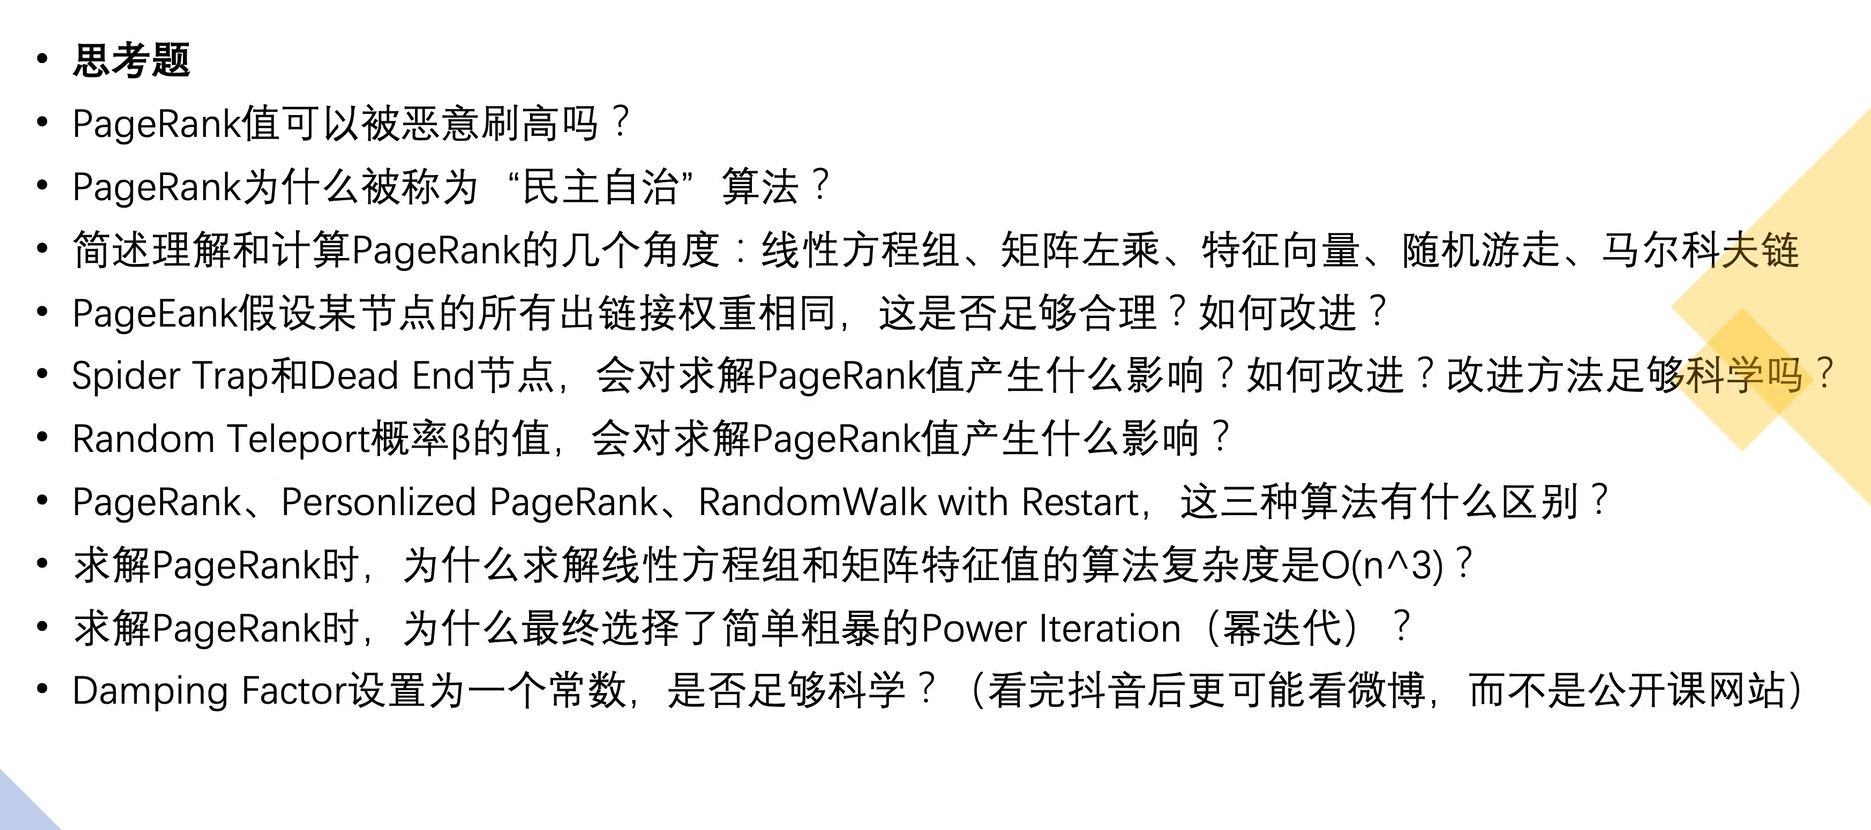 • 思考题
• PageRank值可以被恶意刷高吗？
• PageRank为什么被称为“民主自治”算法？
• 简述理解和计算PageRank的几个角度：线性方程组、矩阵左乘、特征向量、随机游走、马尔科夫链
• PageEank假设某节点的所有出链接权重相同，这是否足够合理？如何改进？
• Spider Trap和Dead End节点，会对求解PageRank值产生什么影响？如何改进？改进方法足够科学吗？
• Random Teleport概率β的值，会对求解PageRank值产生什么影响？
• PageRank、Personlized PageRank、RandomWalk with Restart，这三种算法有什么区别？
• 求解PageRank时，为什么求解线性方程组和矩阵特征值的算法复杂度是O(n^3)？
• 求解PageRank时，为什么最终选择了简单粗暴的Power Iteration（幂迭代）？
• Damping Factor设置为一个常数，是否足够科学？（看完抖音后更可能看微博，而不是公开课网站）